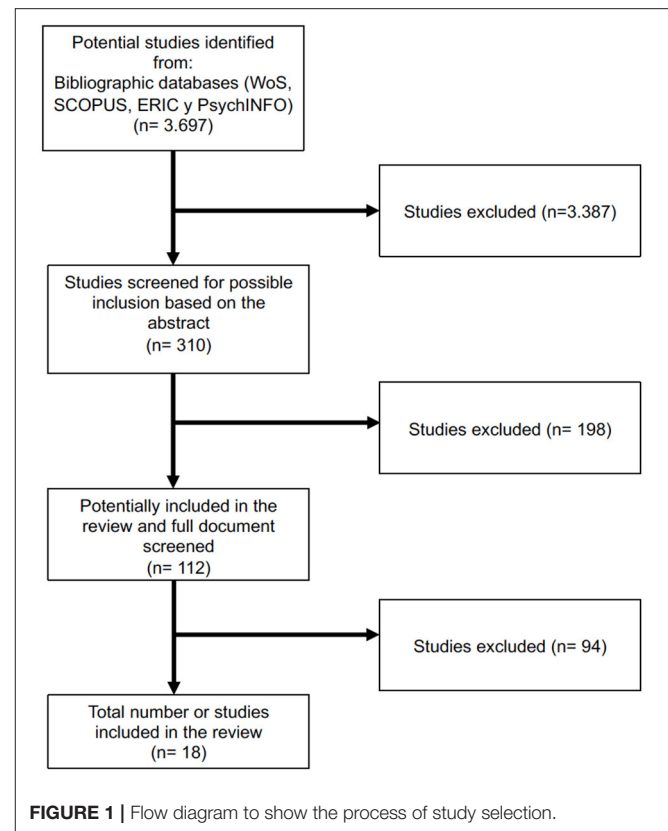 Potential studies identified
from:
Bibliographic databases (WoS,
SCOPUS, ERIC y PsychINFO)
(n= 3.697)
Studies excluded (n=3.387)
Studies screened for possible
inclusion based on the
abstract
(n= 310)
Studies excluded (n= 198)
Potentially included in the
review and full document
screened
(n= 112)
Studies excluded (n= 94)
Total number or studies
included in the review
(n= 18)
FIGURE 1 | Flow diagram to show the process of study selection.